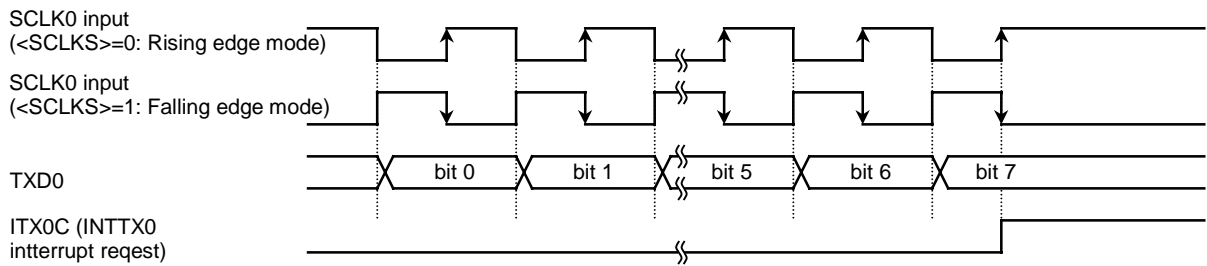 SCLK0 input
(<SCLKS>=0: Rising edge mode)
SCLK0 input
(<SCLKS>=1: Falling edge mode)
TXD0
bit 0 bit 1 bit 5 bit 6 bit 7
ITX0C (INTTX0
intterrupt reqest)